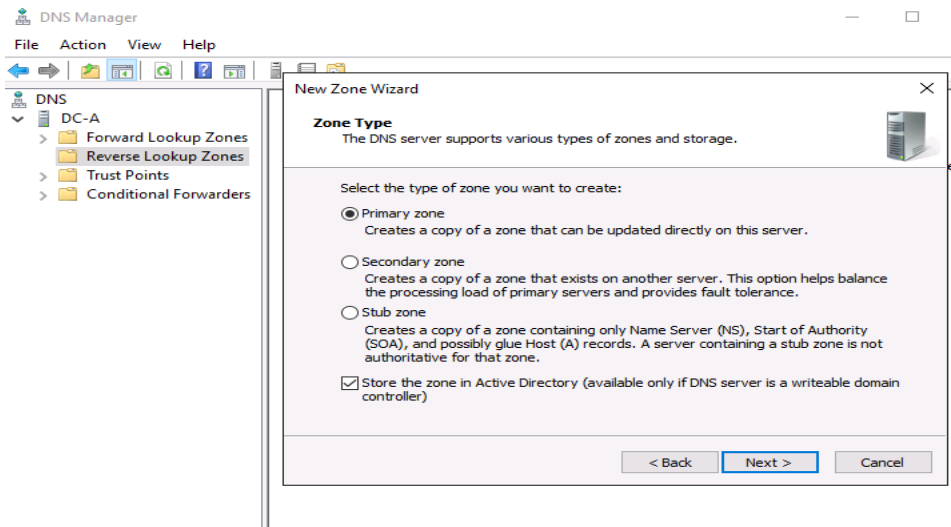 DNS Manager
File Action View Help
DNS
DC-A
Forward Lookup Zones
Reverse Lookup Zones
Trust Points
Conditional Forwarders
New Zone Wizard
Zone Type
The DNS server supports various types of zones and storage.
Select the type of zone you want to create:
Primary zone
Creates a copy of a zone that can be updated directly on this server.
Secondary zone
Creates a copy of a zone that exists on another server. This option helps balance
the processing load of primary servers and provides fault tolerance.
Stub zone
Creates a copy of a zone containing only Name Server (NS), Start of Authority
(SOA), and possibly glue Host (A) records. A server containing a stub zone is not
authoritative for that zone.
Store the zone in Active Directory (available only if DNS server is a writeable domain
controller)
< Back Next > Cancel